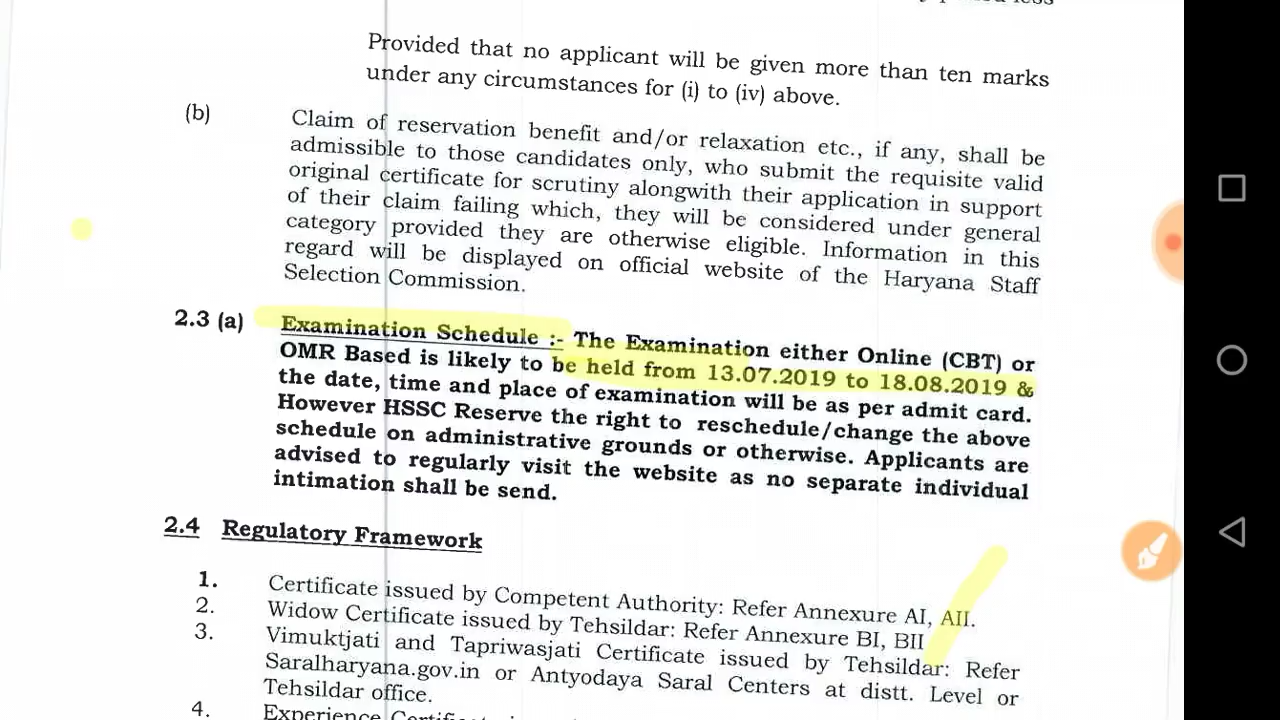 less
Provided that no applicant will be given more than ten marks
under any circumstances for (i) to (iv) above.
(b) Claim of reservation benefit and/or relaxation etc., if any, shall be
admissible to those candidates only, who submit the requisite valid
original certificate for scrutiny alongwith their application in support
of their claim failing which, they will be considered under general
category provided they are otherwise eligible. Information in this
regard will be displayed on official website of the Haryana Staff
Selection Commission.
2.3 (a) Examination Schedule :- The Examination either Online (CBT) or
OMR Based is likely to be held from 13.07.2019 to 18.08.2019 &
the date, time and place of examination will be as per admit card.
However HSSC Reserve the right to reschedule/change the above
schedule on administrative grounds or otherwise. Applicants are
advised to regularly visit the website as no separate individual
intimation shall be send.
2.4 Regulatory Framework
1. Certificate issued by Competent Authority: Refer Annexure AI, AII.
2. Widow Certificate issued by Tehsildar: Refer Annexure BI, BII
3. Vimuktjati and Tapriwasjati Certificate issued by Tehsildar: Refer
Saralharyana.gov.in or Antyodaya Saral Centers at distt. Level or
Tehsildar office.
4. Experience